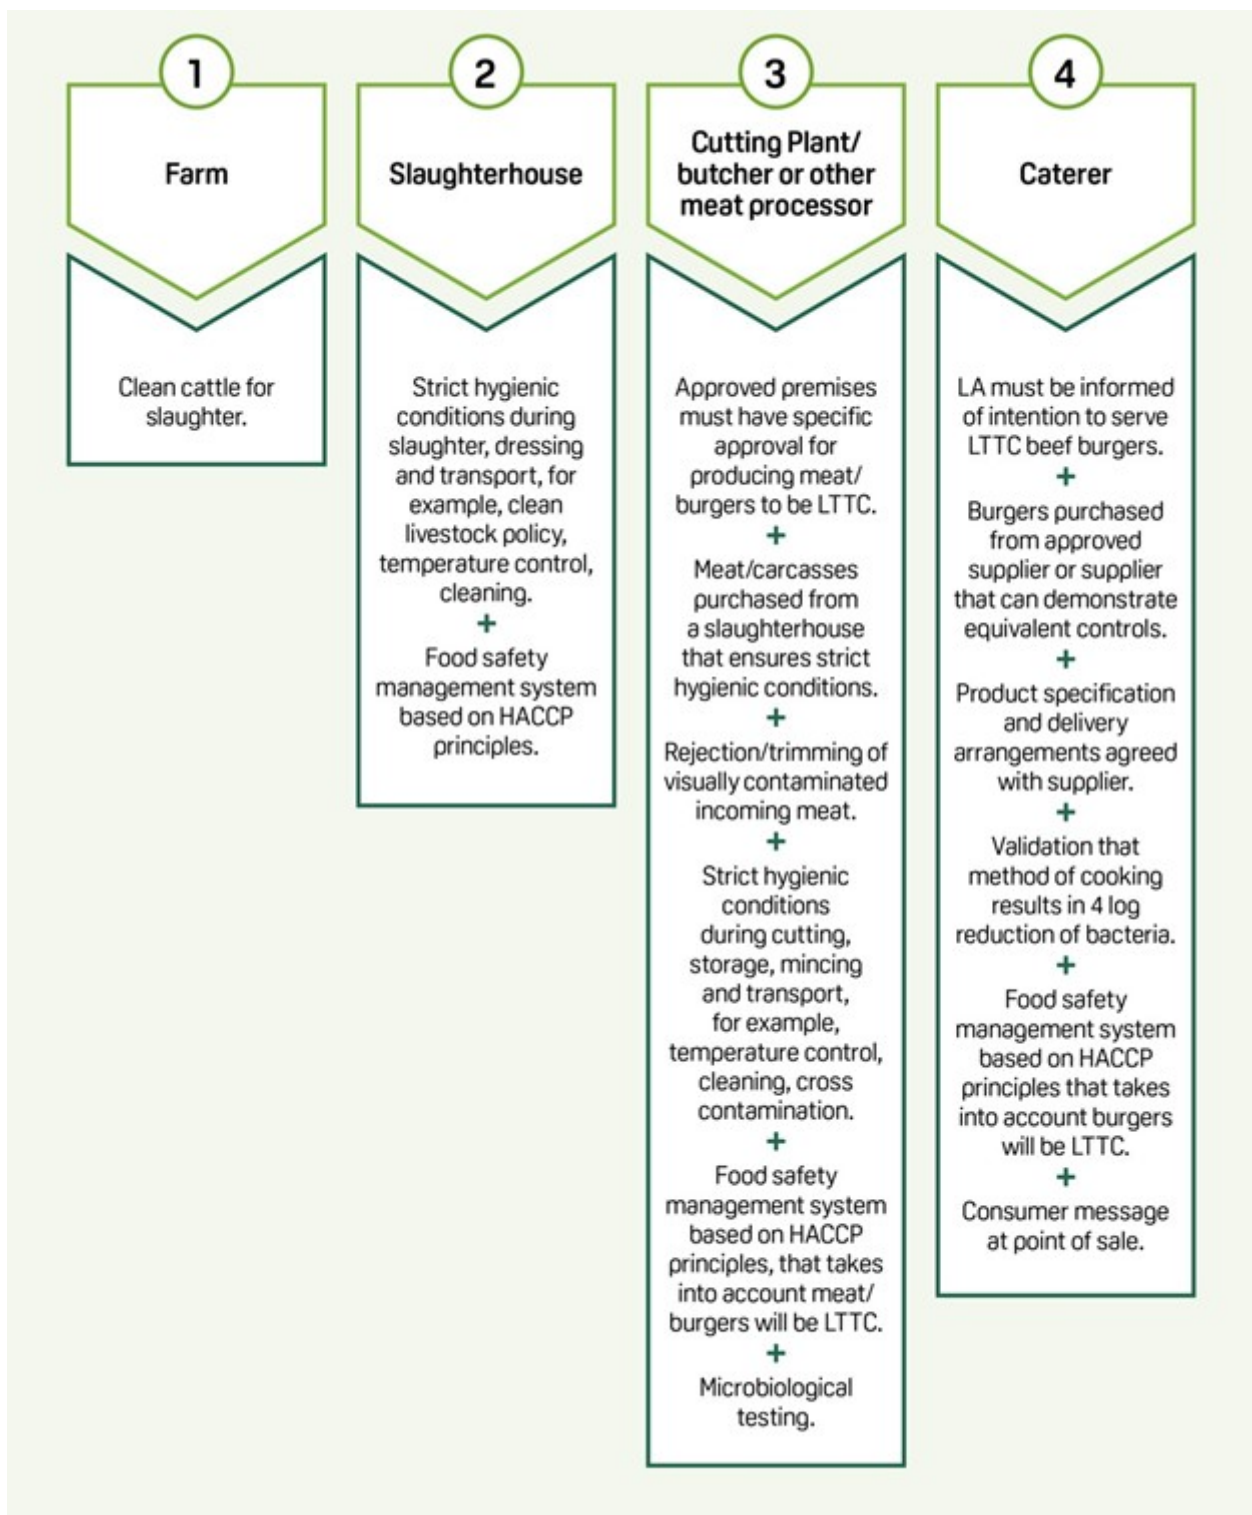 1
Farm
Clean cattle for
slaughter.
2
Slaughterhouse
Strict hygienic
conditions during
slaughter, dressing
and transport, for
example, clean
livestock policy,
temperature control,
cleaning.
+
Food safety
management system
based on HACCP
principles.
3
Cutting Plant/
butcher or other
meat processor
Approved premises
must have specific
approval for
producing meat/
burgers to be LTTC.
+
Meat/carcasses
purchased from
a slaughterhouse
that ensures strict
hygienic conditions.
+
Rejection/trimming of
visually contaminated
incoming meat.
+
Strict hygienic
conditions
during cutting,
storage, mincing
and transport,
for example,
temperature control,
cleaning, cross
contamination.
+
Food safety
management system
based on HACCP
principles, that takes
into account meat/
burgers will be LTTC.
+
Microbiological
testing.
4
Caterer
LA must be informed
of intention to serve
LTTC beef burgers.
+
Burgers purchased
from approved
supplier or supplier
that can demonstrate
equivalent controls.
+
Product specification
and delivery
arrangements agreed
with supplier.
+
Validation that
method of cooking
results in 4 log
reduction of bacteria.
+
Food safety
management system
based on HACCP
principles that takes
into account burgers
will be LTTC.
+
Consumer message
at point of sale.